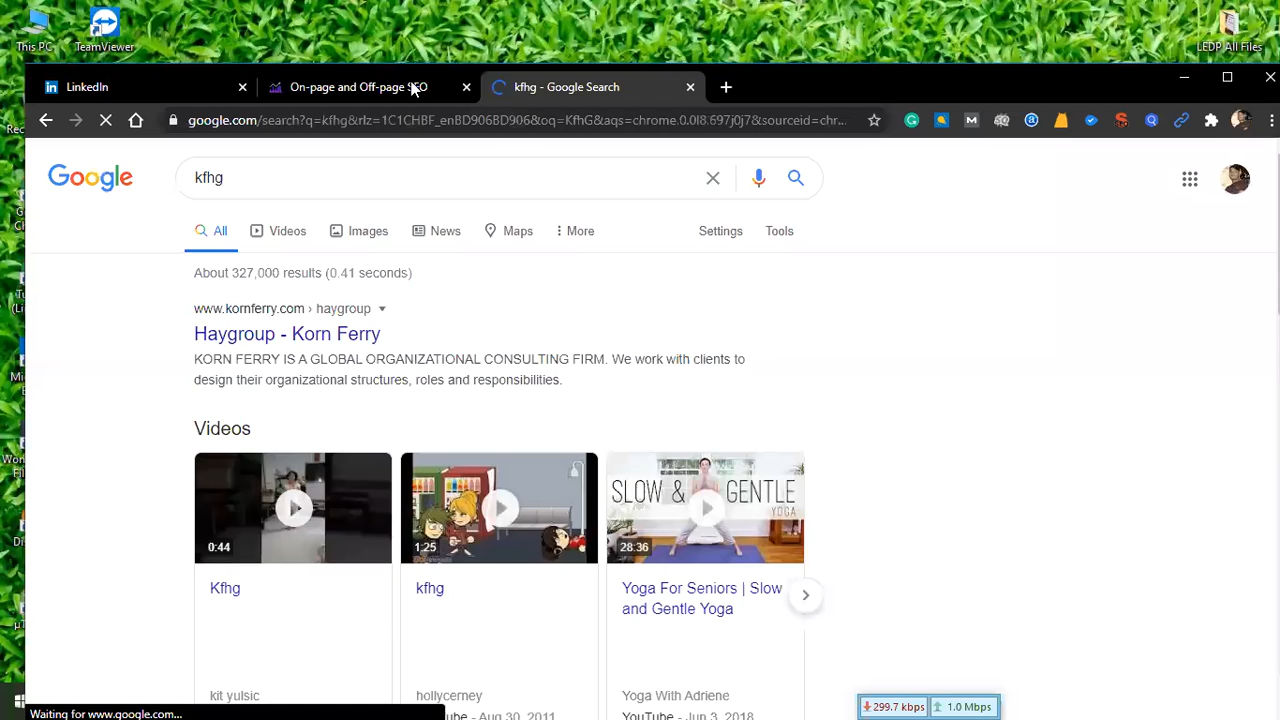 This PC
TeamViewer
LEDP All Files
LinkedIn
On-page and Off-page SEO
kfhg - Google Search
google.com/search?q=kfhg&rlz=1C1CHBF_enBD906BD906&oq=KfhG&aqs=chrome.0.0l8.697j0j7&sourceid=chr...
Google
kfhg
All
Videos
Images
News
Maps
More
Settings
Tools
About 327,000 results (0.41 seconds)
www.kornferry.com › haygroup
Haygroup - Korn Ferry
KORN FERRY IS A GLOBAL ORGANIZATIONAL CONSULTING FIRM. We work with clients to
design their organizational structures, roles and responsibilities.
Videos
SLOW & GENTLE
YOGA
0:44
1:25
28:36
Kfhg
kfhg
Yoga For Seniors | Slow
and Gentle Yoga
kit yulsic
hollycerney
Yoga With Adriene
ube - Aug 30, 2011
YouTube - Jun 3, 2018
Waiting for www.google.com...
299.7 kbps
1.0 Mbps